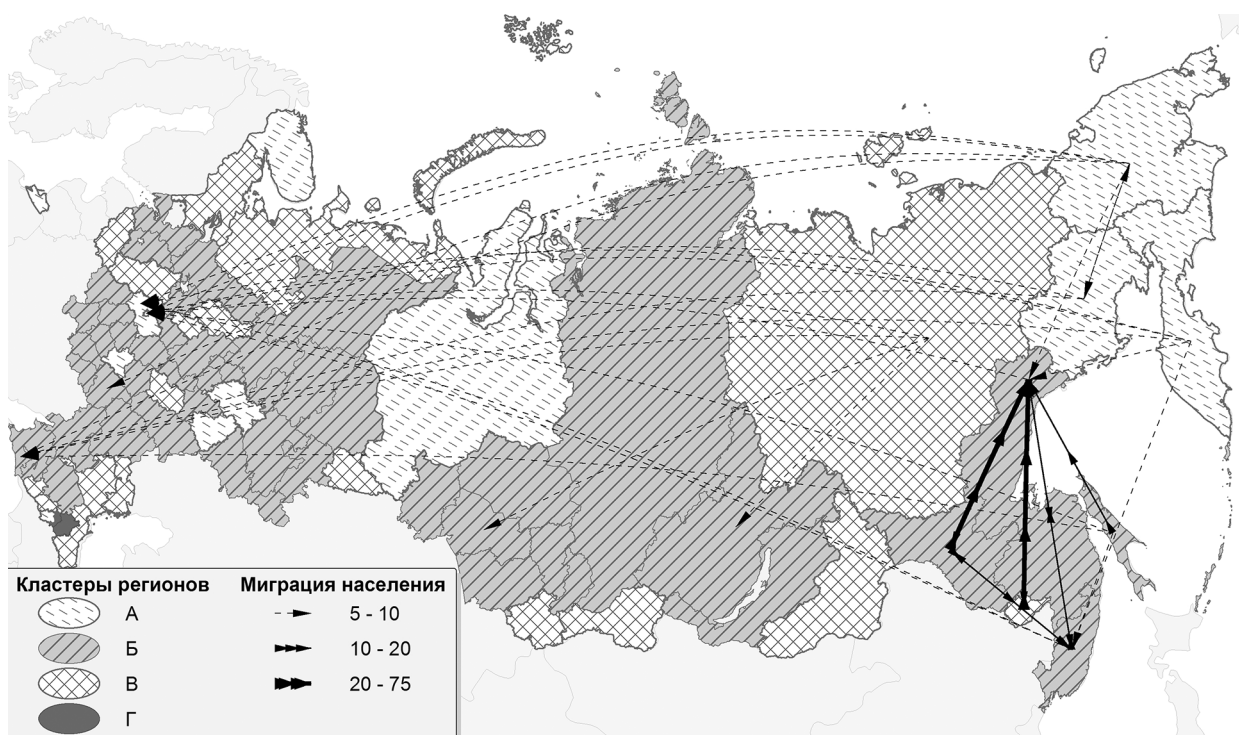 Кластеры регионов
А
Б
В
Г
Миграция населения
5 - 10
10 - 20
20 - 75